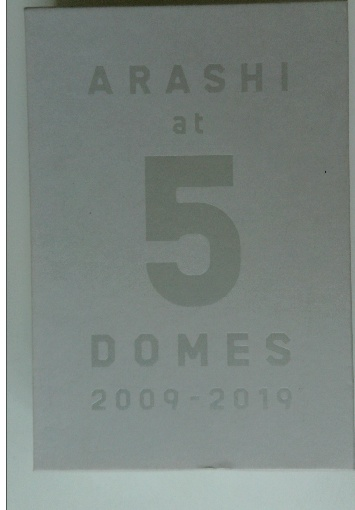 ARASHI
at
5
DOMES
2009-2019